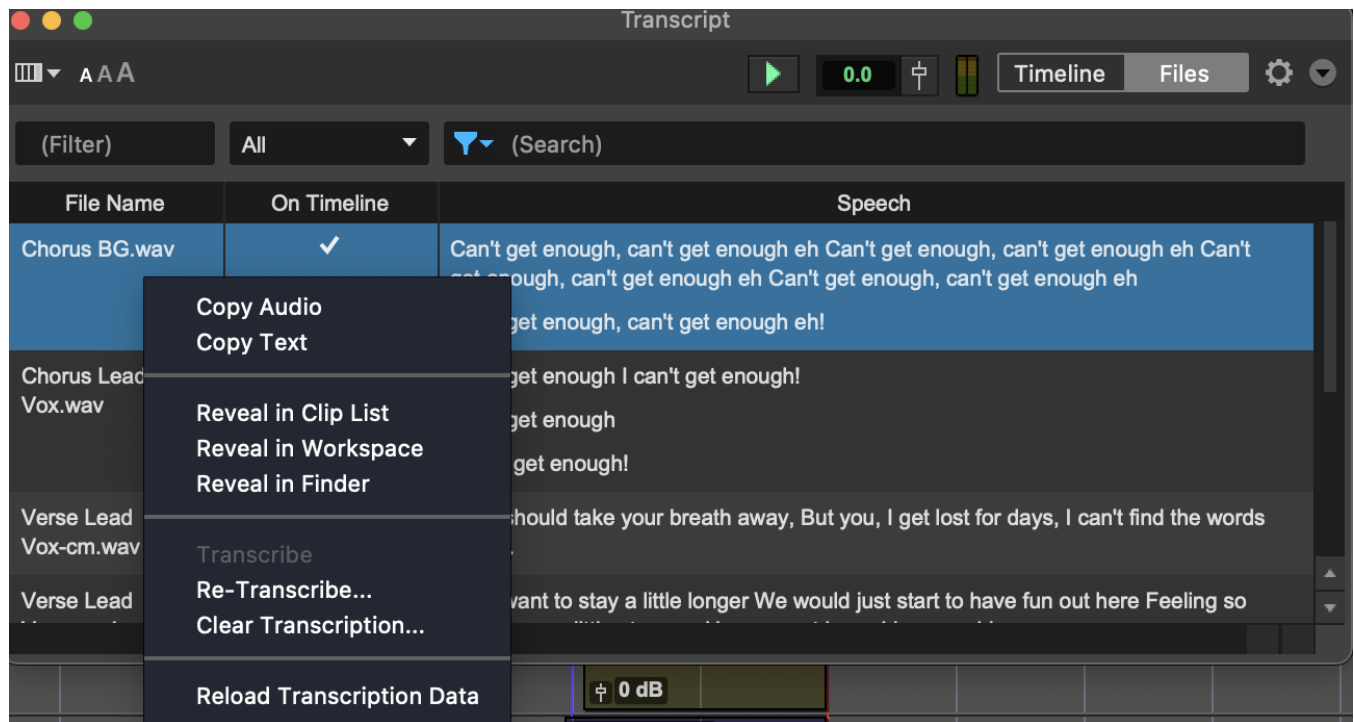 Transcript
A A A
0.0
Timeline
Files
(Filter)
All
(Search)
File Name
On Timeline
Speech
Chorus BG.wav
Can't get enough, can't get enough eh Can't get enough, can't get enough eh Can't
enough, can't get enough eh Can't get enough, can't get enough eh
get enough, can't get enough eh!
Chorus Lead
Vox.wav
get enough I can't get enough!
get enough
get enough!
Verse Lead
Vox-cm.wav
should take your breath away, But you, I get lost for days, I can't find the words
Verse Lead
want to stay a little longer We would just start to have fun out here Feeling so
Copy Audio
Copy Text
Reveal in Clip List
Reveal in Workspace
Reveal in Finder
Transcribe
Re-Transcribe...
Clear Transcription...
Reload Transcription Data
0 dB